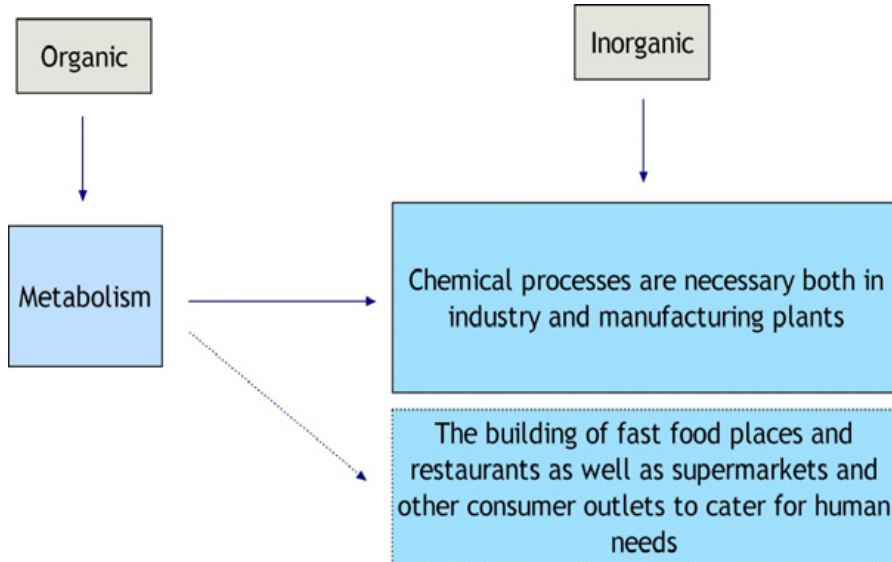 Organic
Inorganic
Metabolism
Chemical processes are necessary both in
industry and manufacturing plants
The building of fast food places and
restaurants as well as supermarkets and
other consumer outlets to cater for human
needs